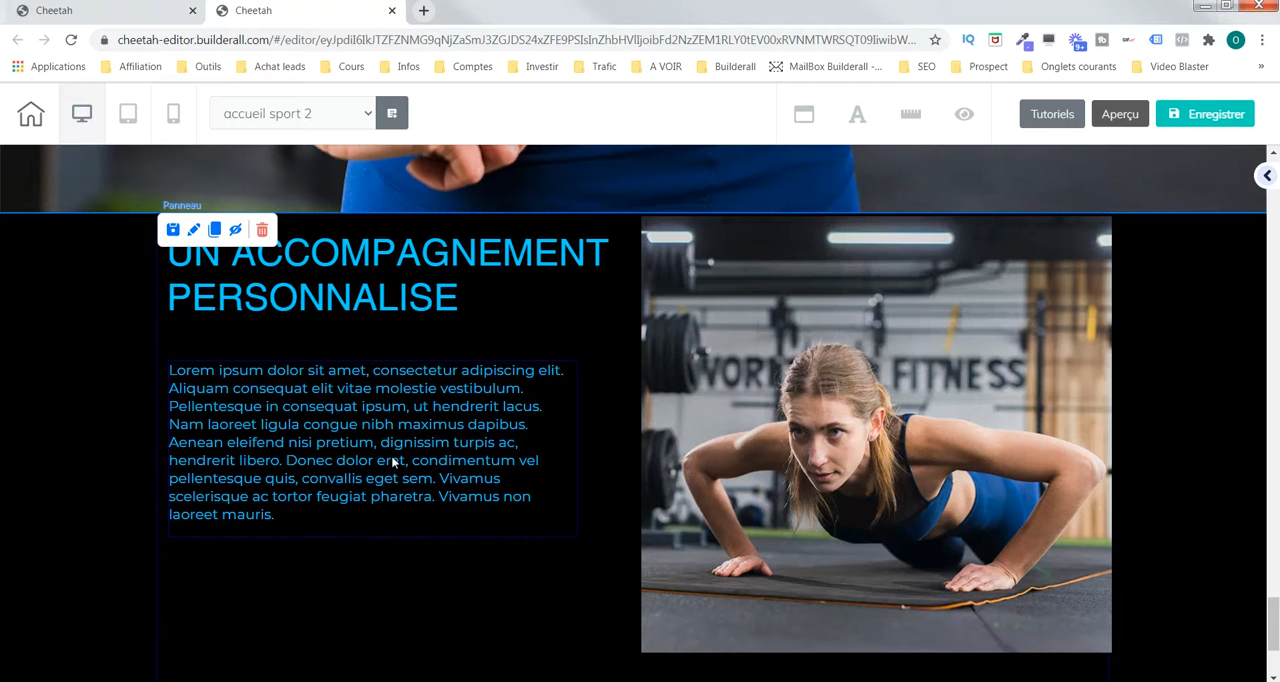 Cheetah
Cheetah
cheetah-editor.builderall.com/#/editor/eyJpdiI6IkJTZFZNMG9qNjZaSmJ3ZGJDS24xZFE9PSIsInZhbHVlIjoibFd2NzZEM1RLY0tEV00xRVNMTWRSQT09IiwibW...
IQ
9+
O
Applications
Affiliation
Outils
Achat leads
Cours
Infos
Comptes
Investir
Trafic
A VOIR
Builderall
MailBox Builderall -...
SEO
Prospect
Onglets courants
Video Blaster
»
accueil sport 2
A
Tutoriels
Aperçu
Enregistrer
Panneau
UN ACCOMPAGNEMENT
PERSONNALISE
Lorem ipsum dolor sit amet, consectetur adipiscing elit.
Aliquam consequat elit vitae molestie vestibulum.
Pellentesque in consequat ipsum, ut hendrerit lacus.
Nam laoreet ligula congue nibh maximus dapibus.
Aenean eleifend nisi pretium, dignissim turpis ac,
hendrerit libero. Donec dolor erat, condimentum vel
pellentesque quis, convallis eget sem. Vivamus
scelerisque ac tortor feugiat pharetra. Vivamus non
laoreet mauris.
FITNESS